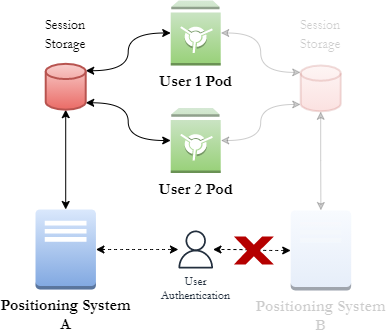 Session
Storage
Session
Storage
User 1 Pod
User 2 Pod
User
Authentication
Positioning System
A
Positioning System
B